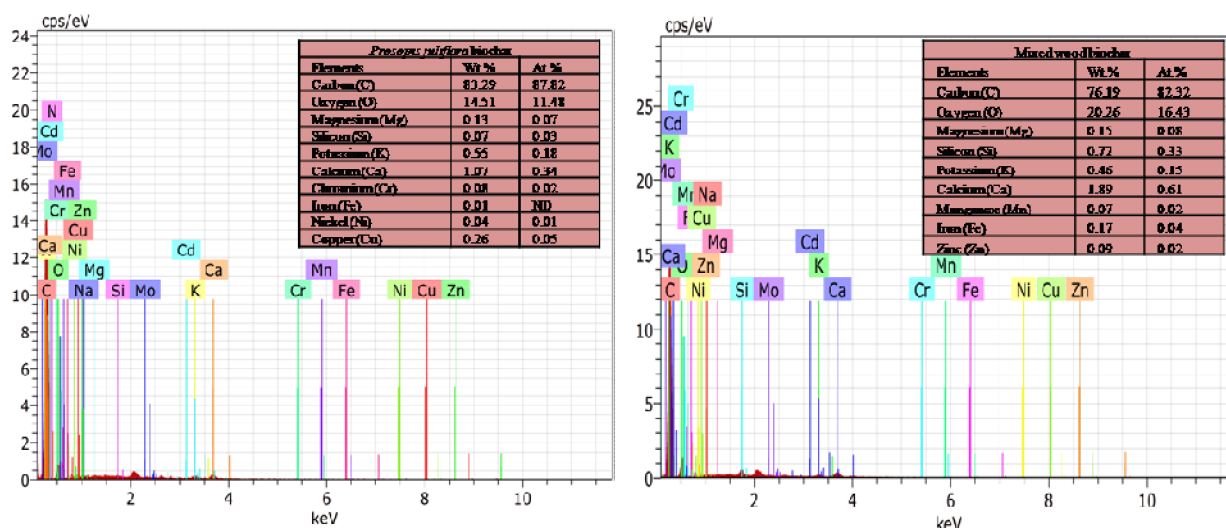 cps/eV
24
22
20
18
16
14
12
10
8
6
4
2
0
N
Cd
Mo
Fe
Mn
Cr Zn
Cu
Ca Ni
O Mg
C Na Si Mo
Cd
Ca
K
Mn
Cr Fe Ni Cu Zn
2 4 6 8 10
keV
Prosopis juliflora biochar
Elements Wt % At %
Carbon (C) 83.29 87.82
Oxygen (O) 14.51 11.48
Magnesium (Mg) 0.13 0.07
Silicon (Si) 0.07 0.03
Potassium (K) 0.55 0.18
Calcium (Ca) 1.07 0.34
Chromium (Cr) 0.08 0.02
Iron (Fe) 0.01 ND
Nickel (Ni) 0.04 0.01
Copper (Cu) 0.26 0.05
cps/eV
25
20
15
10
5
0
Cr
Cd
K
Mo
Mn Na
F Cu
Mg
Ca O Zn
C Ni Si Mo
Cd
K
Ca
Mn
Cr Fe Ni Cu Zn
2 4 6 8 10
keV
Mixed wood biochar
Elements Wt % At %
Carbon (C) 76.19 82.32
Oxygen (O) 20.26 16.43
Magnesium (Mg) 0.15 0.08
Silicon (Si) 0.72 0.33
Potassium (K) 0.46 0.15
Calcium (Ca) 1.89 0.61
Manganese (Mn) 0.07 0.02
Iron (Fe) 0.17 0.04
Zinc (Zn) 0.09 0.02